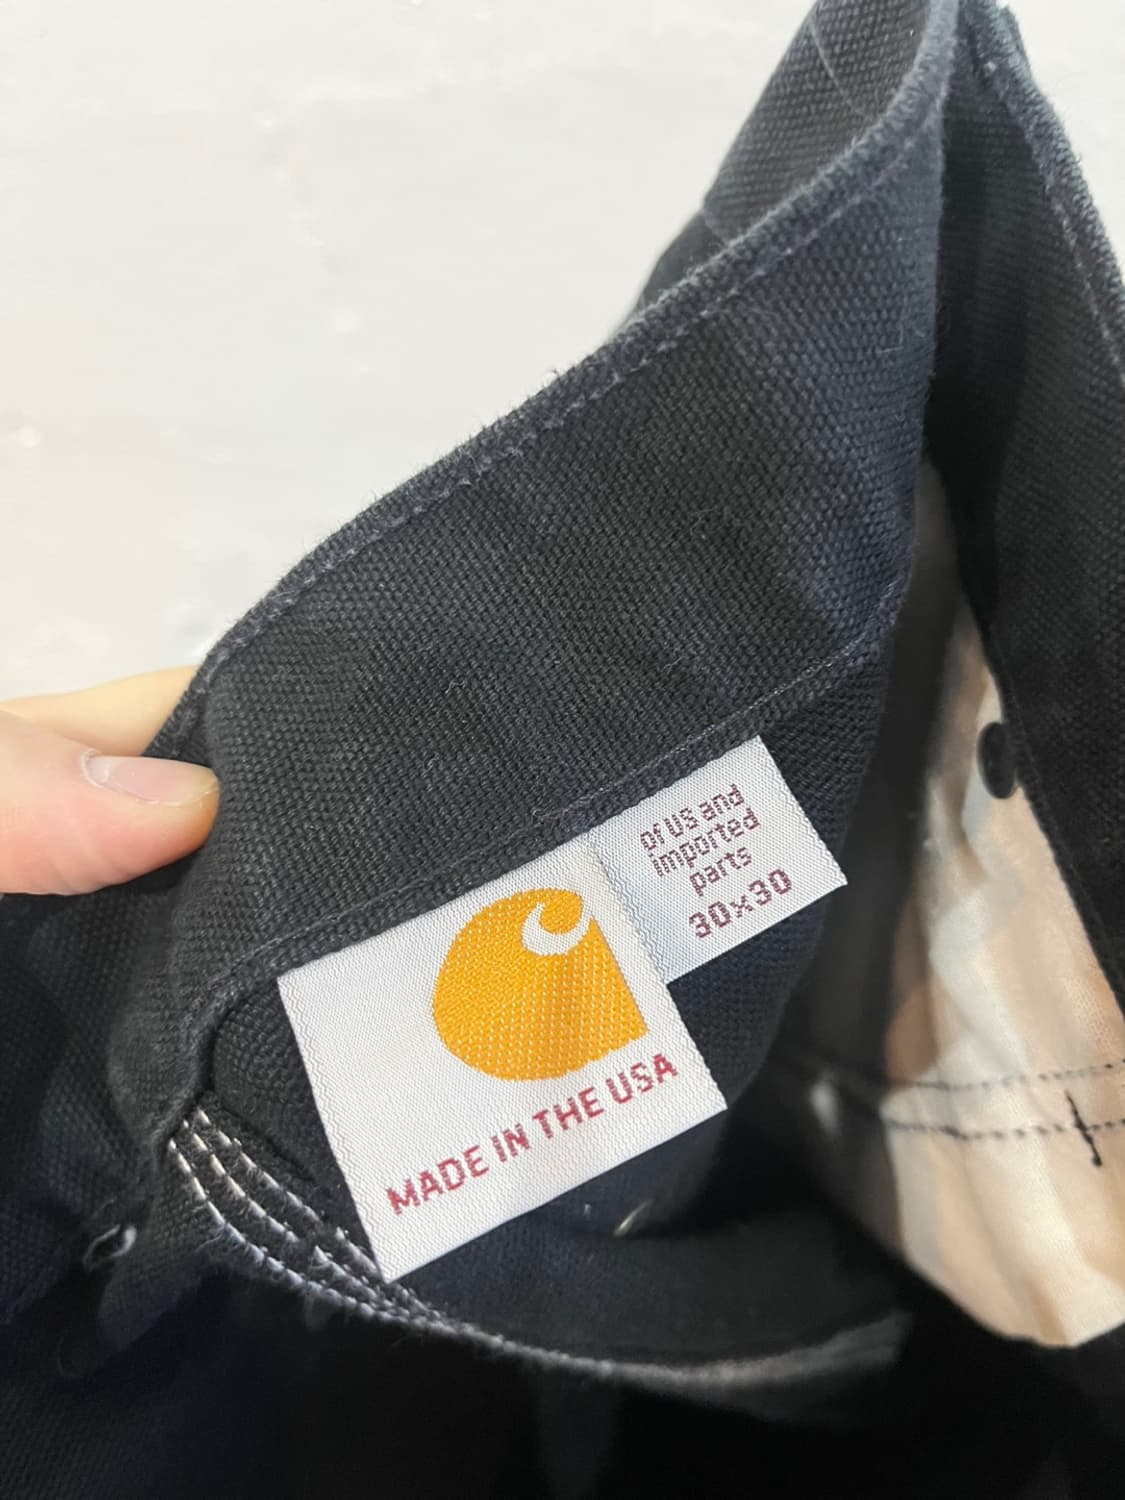 MADE IN THE USA
of US and
imported
parts
30x30